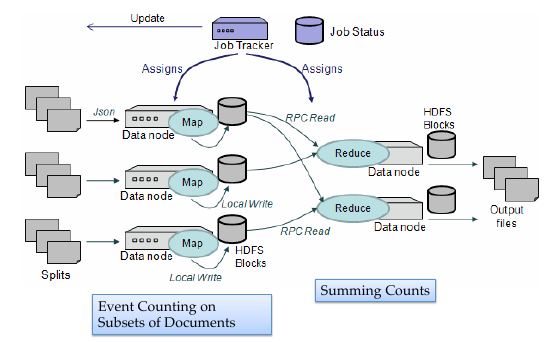 Update
Job Tracker
Job Status
Assigns
Assigns
Json
Map
Data node
RPC Read
HDFS
Blocks
Reduce
Data node
Map
Data node
Local Write
Reduce
Data node
Output
files
Map
Data node
RPC Read
HDFS
Blocks
Local Write
Splits
Event Counting on
Subsets of Documents
Summing Counts